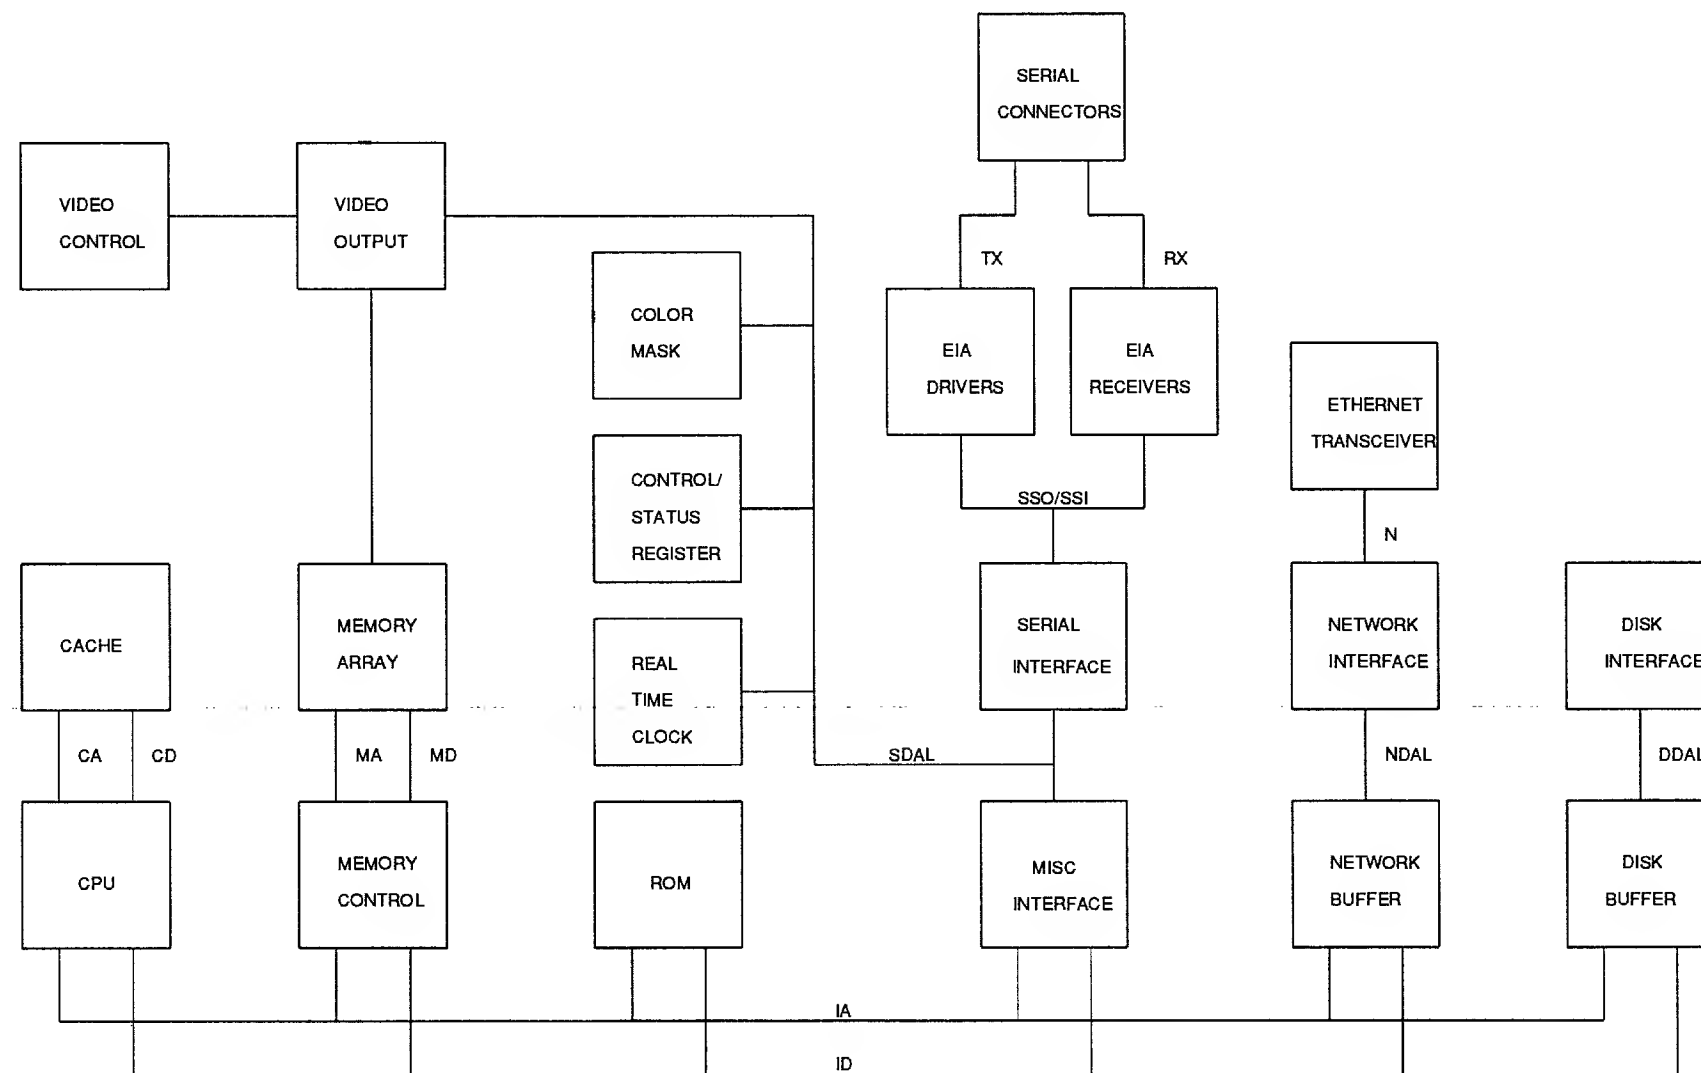 SERIAL
CONNECTORS
VIDEO
CONTROL
VIDEO
OUTPUT
TX
RX
COLOR
MASK
EIA
DRIVERS
EIA
RECEIVERS
ETHERNET
TRANSCEIVER
CONTROL/
STATUS
REGISTER
SSO/SSI
N
CACHE
MEMORY
ARRAY
REAL
TIME
CLOCK
SERIAL
INTERFACE
NETWORK
INTERFACE
DISK
INTERFACE
CA
CD
MA
MD
SDAL
NDAL
DDAL
CPU
MEMORY
CONTROL
ROM
MISC
INTERFACE
NETWORK
BUFFER
DISK
BUFFER
IA
ID